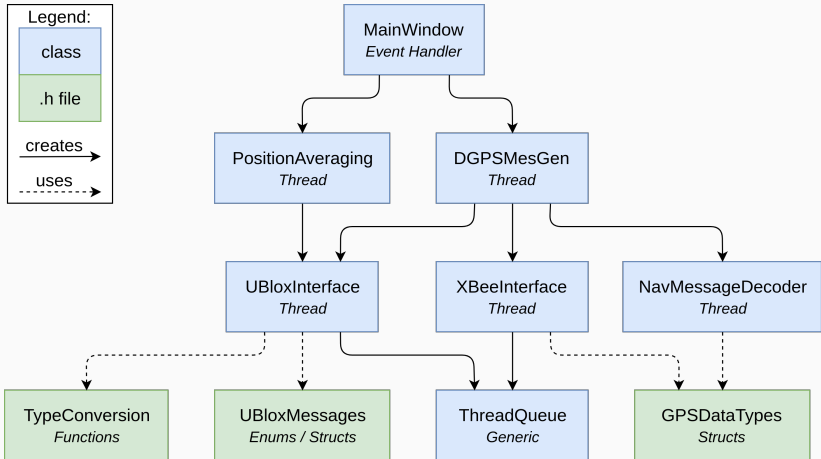 Legend:
class
.h file
creates
uses
MainWindow
Event Handler
PositionAveraging
Thread
DGPSMesGen
Thread
UBloxInterface
Thread
XBeeInterface
Thread
NavMessageDecoder
Thread
TypeConversion
Functions
UBloxMessages
Enums / Structs
ThreadQueue
Generic
GPSDataTypes
Structs